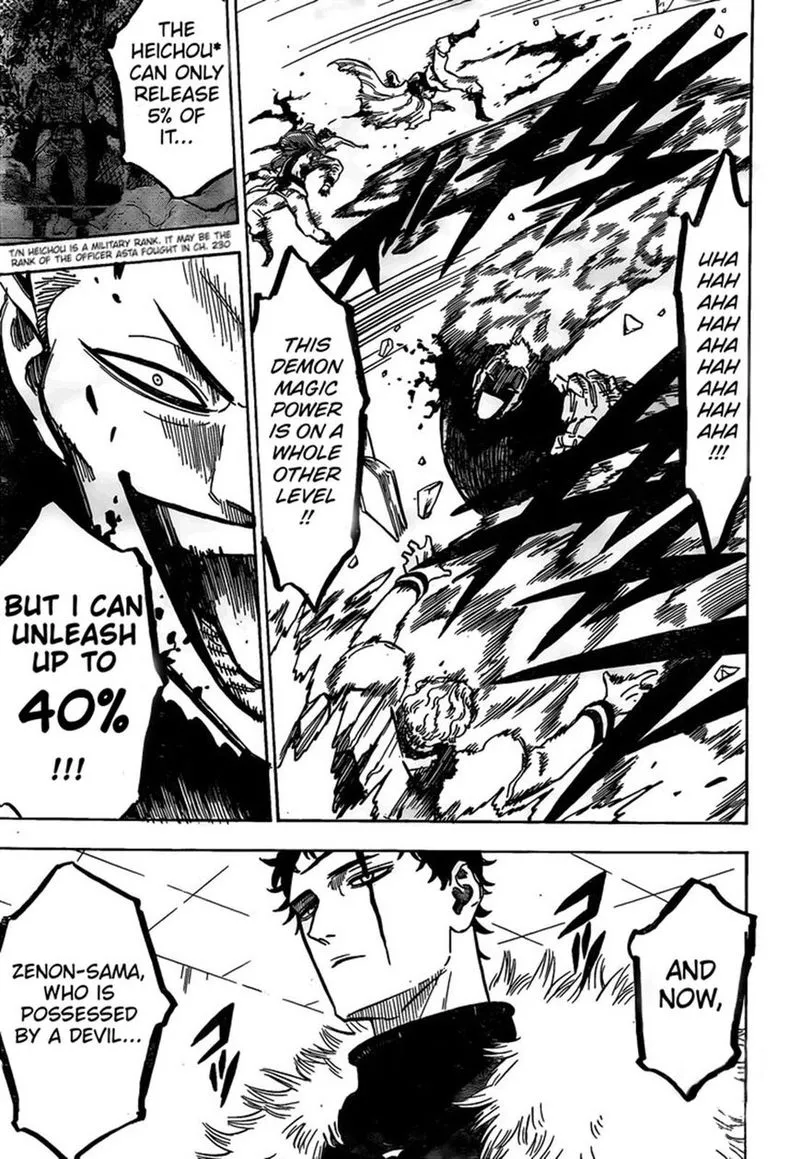 UHA
HAH
AHA
HAH
AHA
HAH
AHA
HAH
AHA
!!!
THIS
DEMON
MAGIC
POWER
IS ON A
WHOLE
OTHER
LEVEL
!!
THE
HEICHOU*
CAN ONLY
RELEASE
5% OF
IT...
T/N HEICHOU IS A MILITARY RANK. IT MAY BE THE
RANK OF THE OFFICER ASTA FOUGHT IN CH. 230
BUT I CAN
UNLEASH
UP TO
40%
!!!
AND
NOW,
ZENON-SAMA,
WHO IS
POSSESSED
BY A DEVIL...